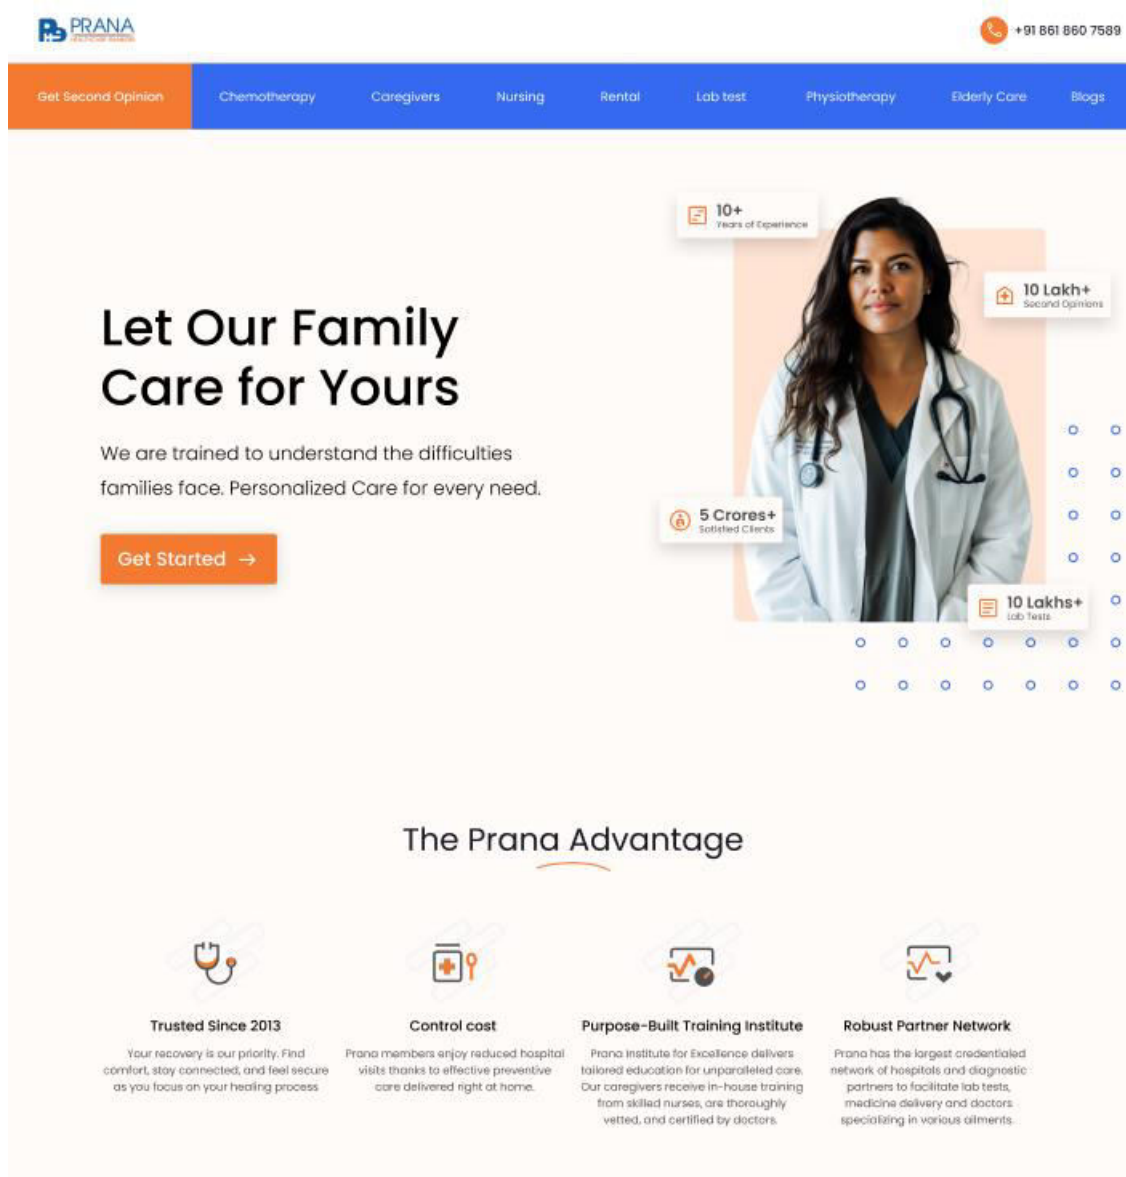 PRANA
+91 861 860 7589
Get Second Opinion
Chemotherapy
Caregivers
Nursing
Rental
Lab test
Physiotherapy
Elderly Care
Blogs
10+
Years of Experience
10 Lakh+
Second Opinions
Let Our Family
Care for Yours
We are trained to understand the difficulties
families face. Personalized Care for every need.
Get Started →
5 Crores+
Satisfied Clients
10 Lakhs+
Lab Tests
The Prana Advantage
Trusted Since 2013
Your recovery is our priority. Find
comfort, stay connected, and feel secure
as you focus on your healing process
Control cost
Prana members enjoy reduced hospital
visits thanks to effective preventive
care delivered right at home.
Purpose-Built Training Institute
Prana Institute for Excellence delivers
tailored education for unparalleled care.
Our caregivers receive in-house training
from skilled nurses, are thoroughly
vetted, and certified by doctors.
Robust Partner Network
Prana has the largest credentialed
network of hospitals and diagnostic
partners to facilitate lab tests,
medicine delivery and doctors
specializing in various ailments.